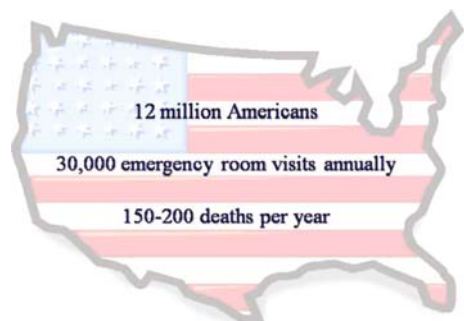 12 million Americans
30,000 emergency room visits annually
150-200 deaths per year